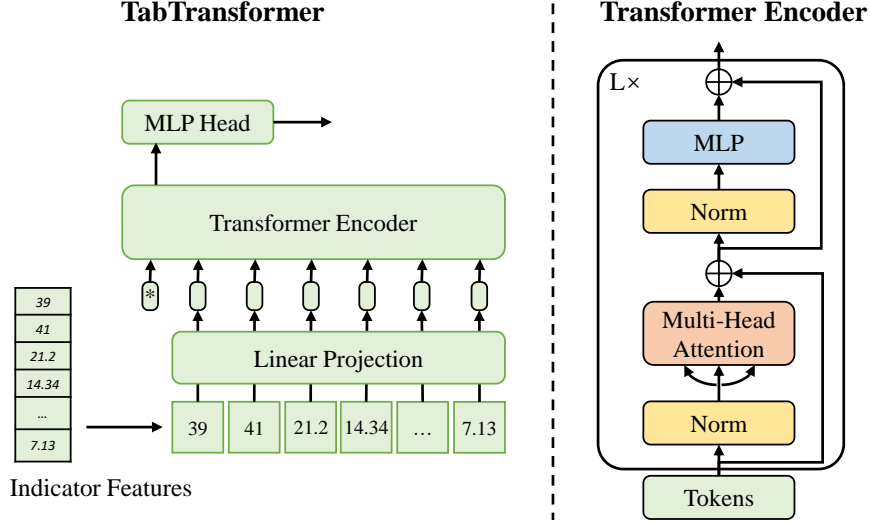 TabTransformer
MLP Head
Transformer Encoder
*
Linear Projection
39
41
21.2
14.34
...
7.13
39 41 21.2 14.34 ... 7.13
Indicator Features
Transformer Encoder
L×
MLP
Norm
Multi-Head
Attention
Norm
Tokens